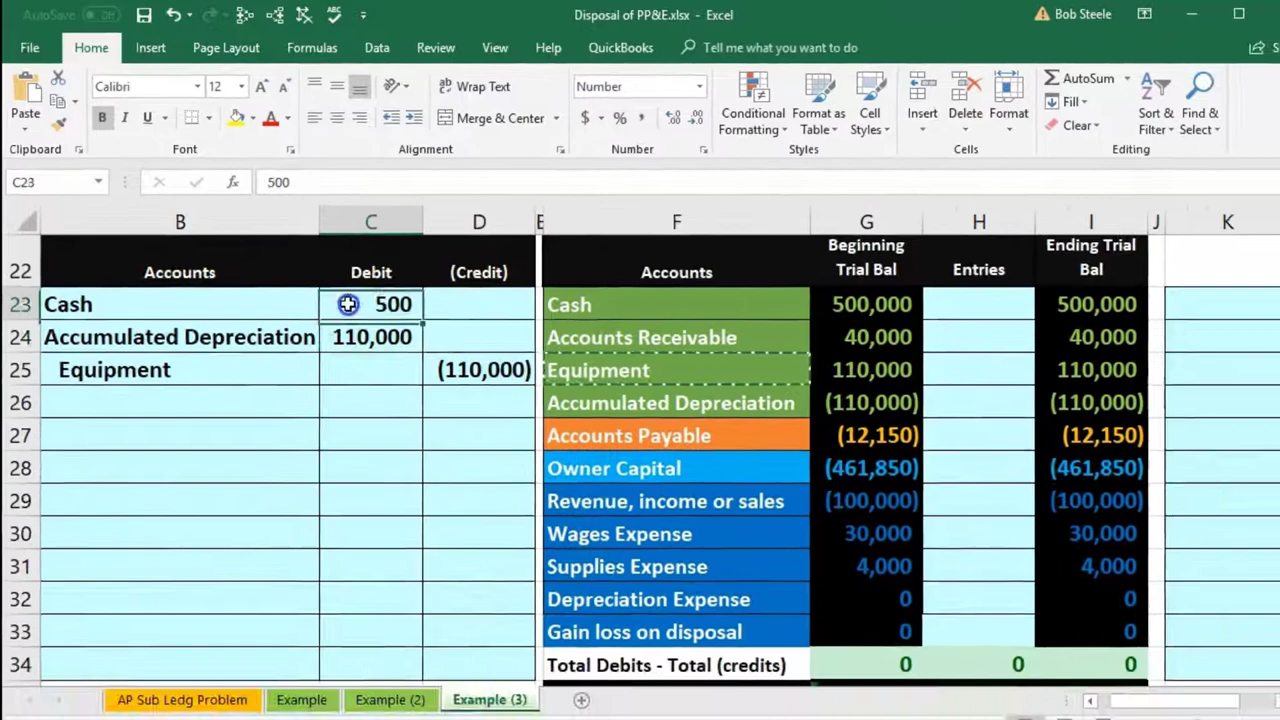 AutoSave Off Disposal of PP&E.xlsx - Excel Bob Steele
File Home Insert Page Layout Formulas Data Review View Help QuickBooks Tell me what you want to do
Calibri 12 Wrap Text Number AutoSum
Paste B I U Merge & Center $ % Conditional Formatting Format as Table Cell Styles Insert Delete Format Fill Clear Sort & Filter Find & Select
Clipboard Font Alignment Number Styles Cells Editing
C23 fx 500
B C D E F G H I J K
22 Accounts Debit (Credit) Accounts Beginning Trial Bal Entries Ending Trial Bal
23 Cash 500 Cash 500,000 500,000
24 Accumulated Depreciation 110,000 Accounts Receivable 40,000 40,000
25 Equipment (110,000) Equipment 110,000 110,000
26 Accumulated Depreciation (110,000) (110,000)
27 Accounts Payable (12,150) (12,150)
28 Owner Capital (461,850) (461,850)
29 Revenue, income or sales (100,000) (100,000)
30 Wages Expense 30,000 30,000
31 Supplies Expense 4,000 4,000
32 Depreciation Expense 0 0
33 Gain loss on disposal 0 0
34 Total Debits - Total (credits) 0 0 0
AP Sub Ledg Problem Example Example (2) Example (3)